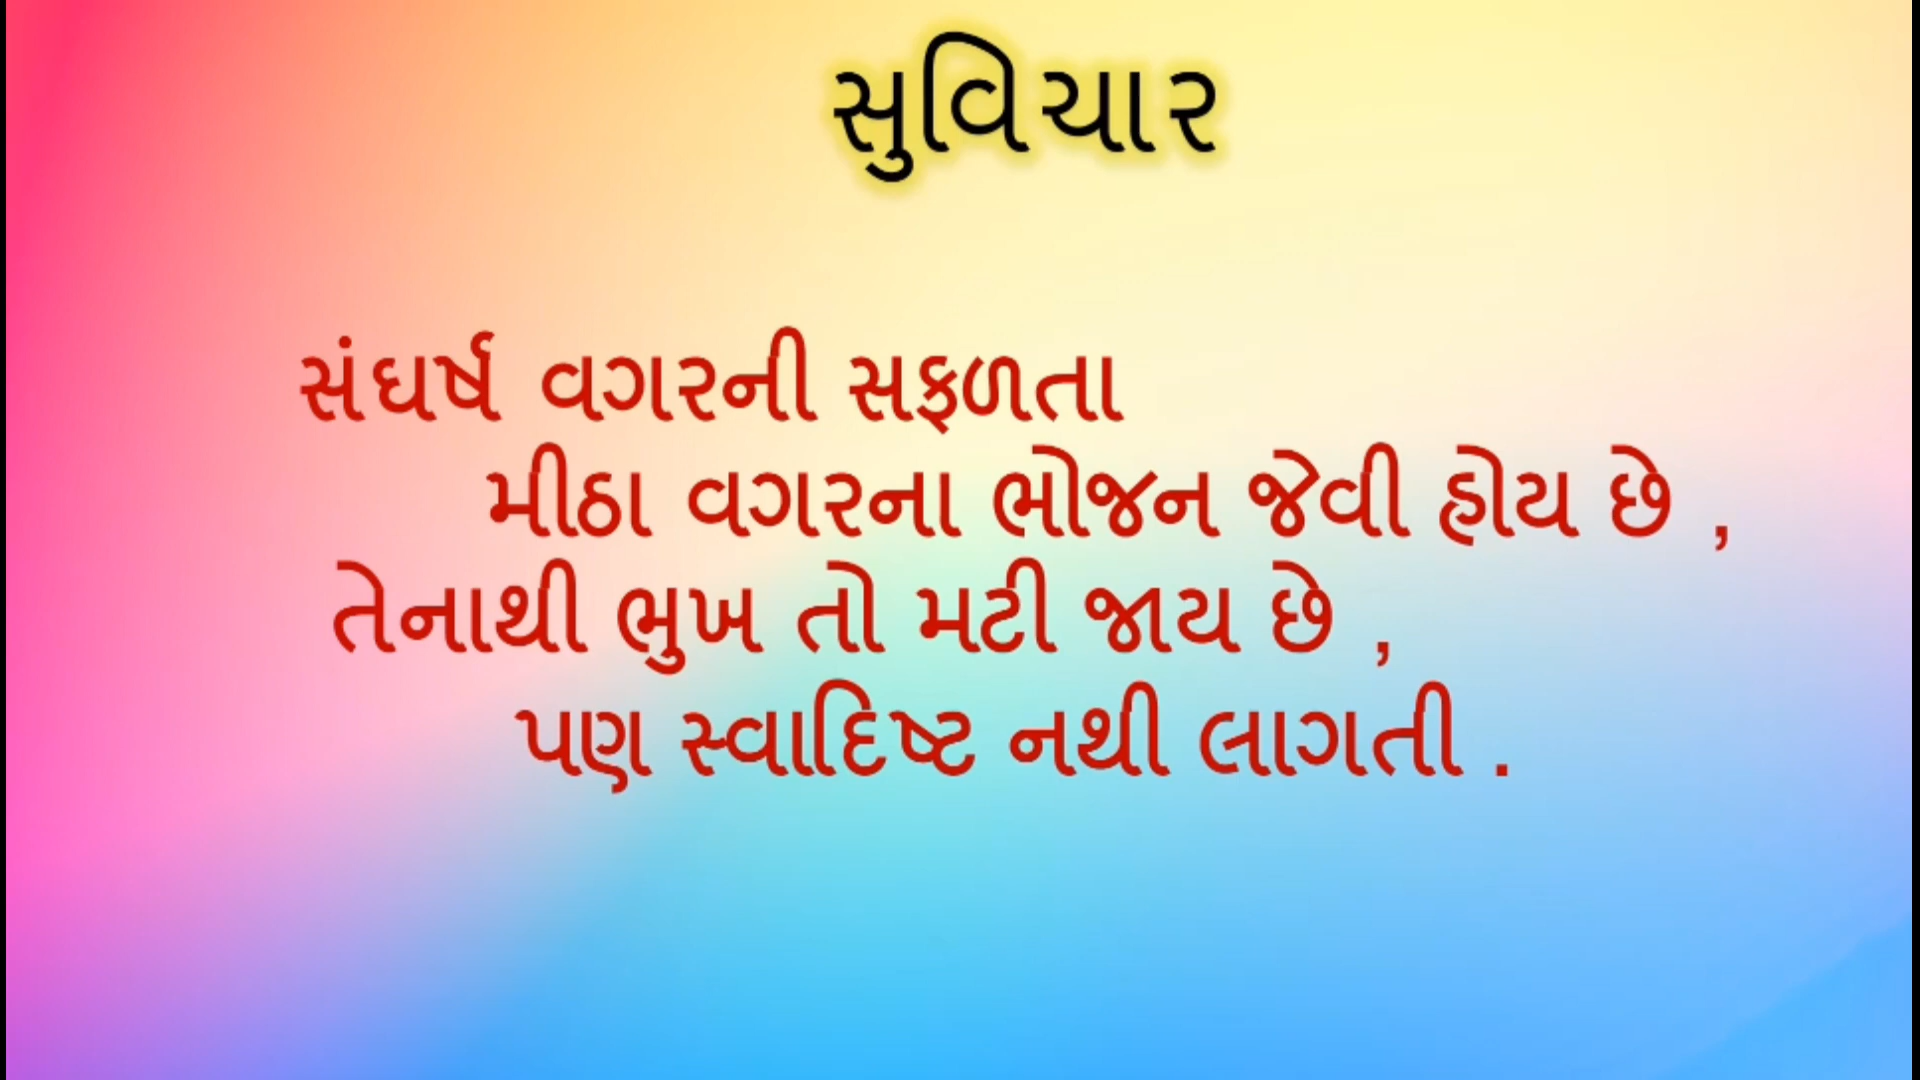 સુવિચાર
સંઘર્ષ વગરની સફળતા
મીઠા વગરના ભોજન જેવી હોય છે ,
તેનાથી ભુખ તો મટી જાય છે ,
પણ સ્વાદિષ્ટ નથી લાગતી .